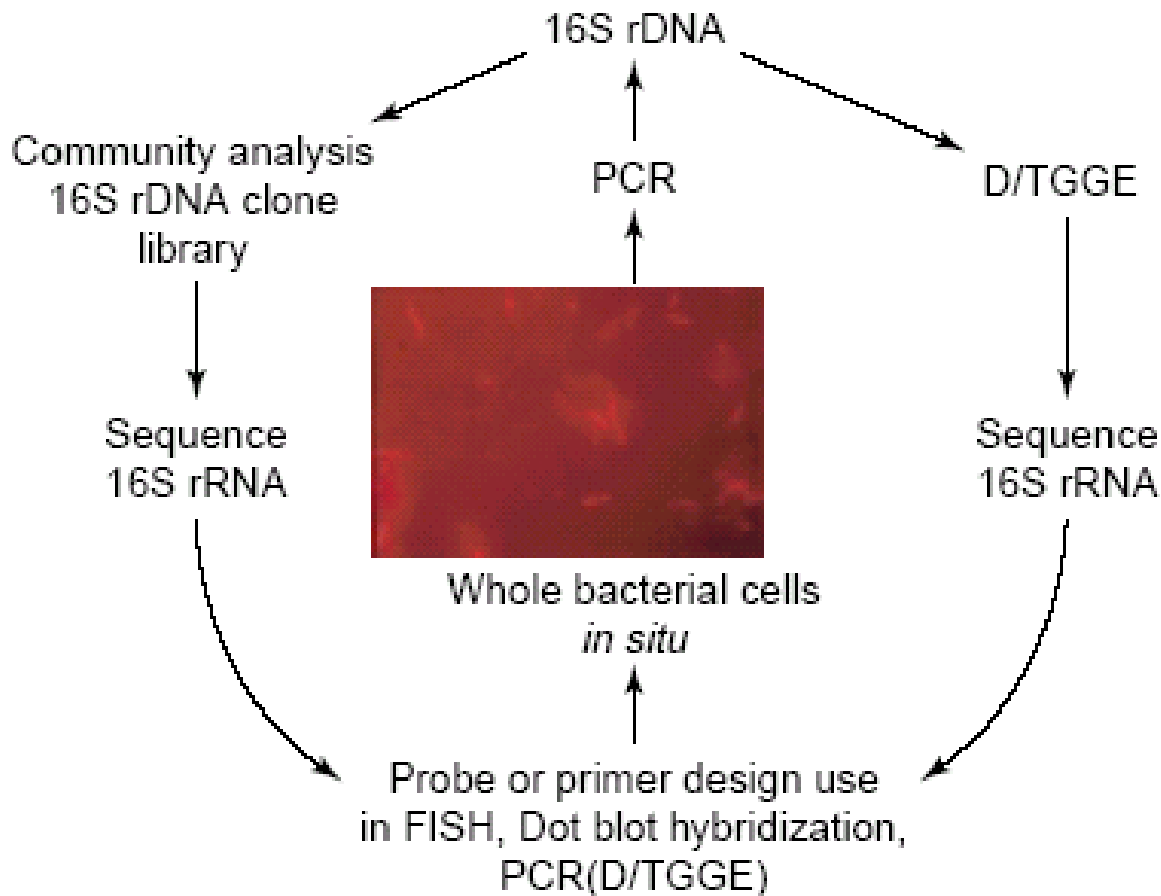 16S rDNA
Community analysis
16S rDNA clone
library
PCR
D/TGGE
Sequence
16S rRNA
Sequence
16S rRNA
Whole bacterial cells
in situ
Probe or primer design use
in FISH, Dot blot hybridization,
PCR(D/TGGE)